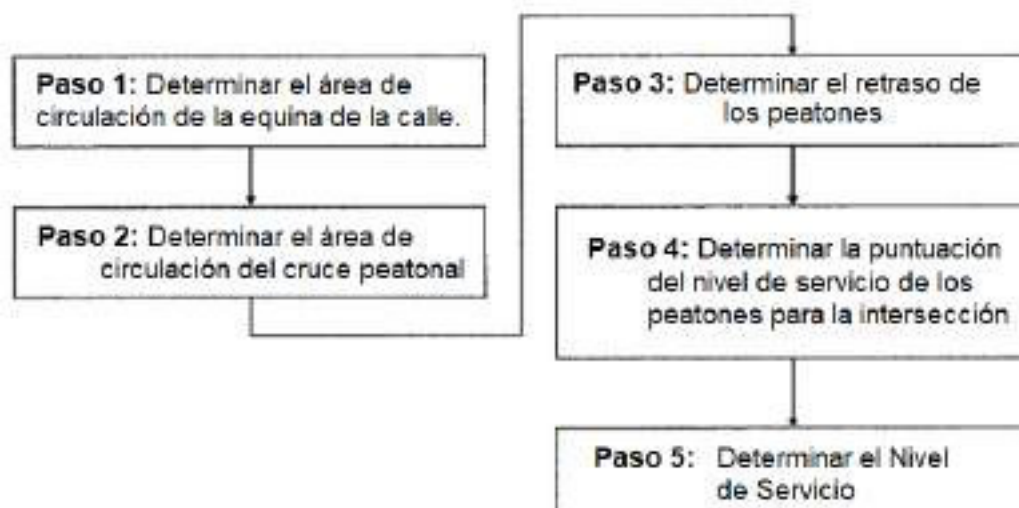 Paso 1: Determinar el área de
circulación de la equina de la calle.
Paso 2: Determinar el área de
circulación del cruce peatonal
Paso 3: Determinar el retraso de
los peatones
Paso 4: Determinar la puntuación
del nivel de servicio de los
peatones para la intersección
Paso 5: Determinar el Nivel
de Servicio